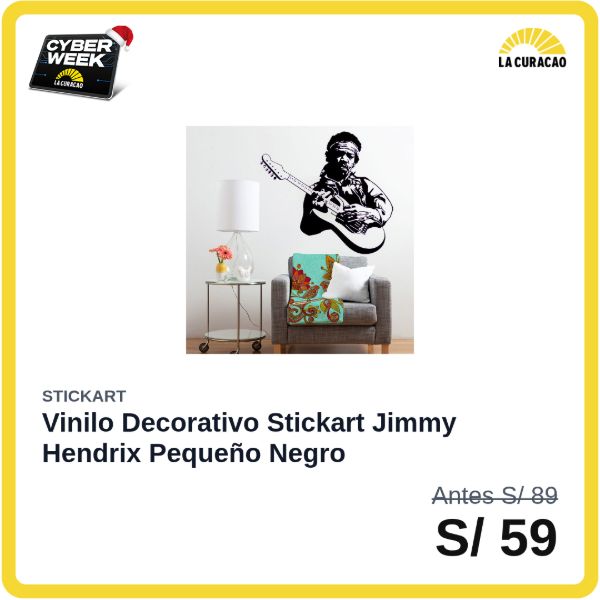 CYBER
WEEK
LA CURACAO
LA CURACAO
STICKART
Vinilo Decorativo Stickart Jimmy
Hendrix Pequeño Negro
Antes S/ 89
S/ 59